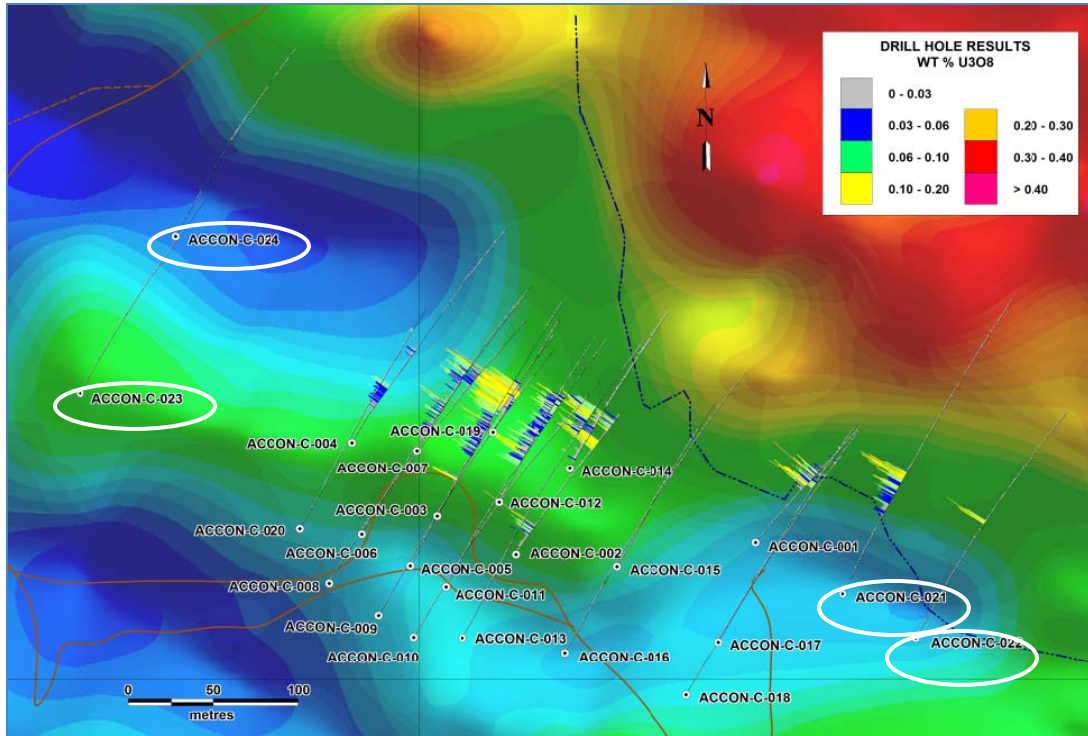 DRILL HOLE RESULTS
WT % U3O8
0 - 0.03
0.03 - 0.06
0.20 - 0.30
0.06 - 0.10
0.30 - 0.40
0.10 - 0.20
> 0.40
N
ACCON-C-024
ACCON-C-023
ACCON-C-019
ACCON-C-004
ACCON-C-007
ACCON-C-014
ACCON-C-012
ACCON-C-003
ACCON-C-020
ACCON-C-006
ACCON-C-002
ACCON-C-001
ACCON-C-005
ACCON-C-015
ACCON-C-008
ACCON-C-011
ACCON-C-021
ACCON-C-009
ACCON-C-013
ACCON-C-010
ACCON-C-016
ACCON-C-017
ACCON-C-022
ACCON-C-018
0 50 100
metres